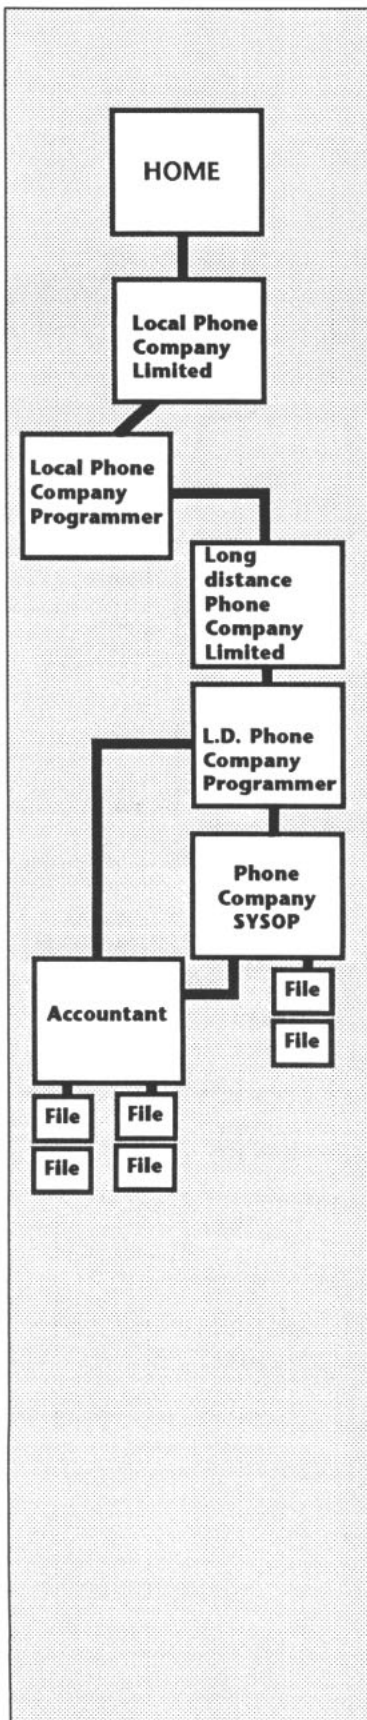 HOME
Local Phone
Company
Limited
Local Phone
Company
Programmer
Long
distance
Phone
Company
Limited
L.D. Phone
Company
Programmer
Phone
Company
SYSOP
Accountant
File
File
File
File
File
File